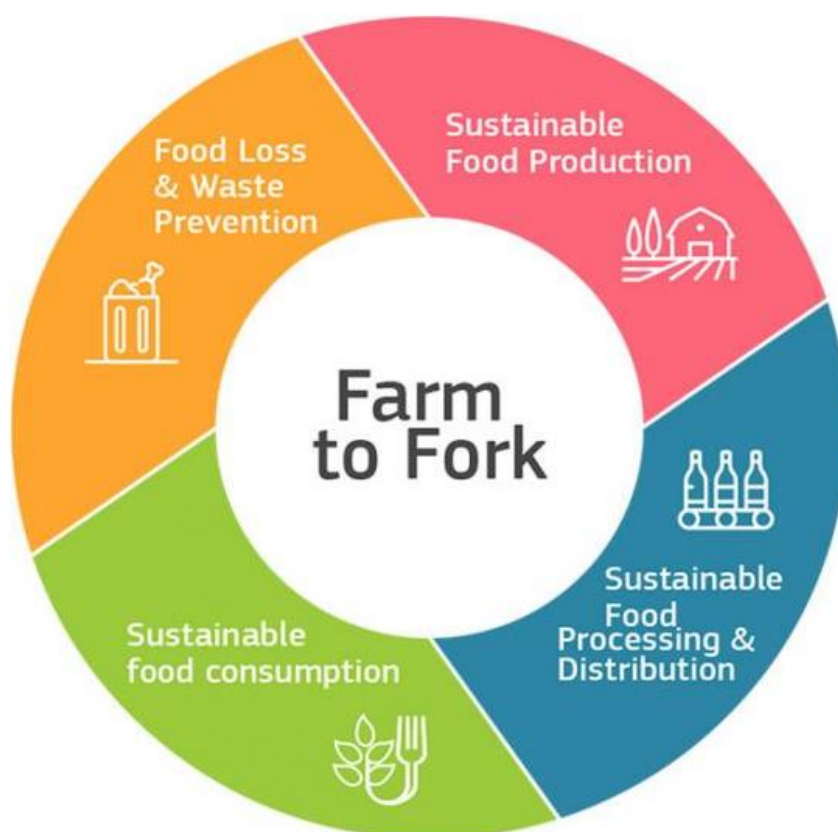 Farm
to Fork
Sustainable
Food Production
Sustainable
Food
Processing &
Distribution
Sustainable
food consumption
Food Loss
& Waste
Prevention